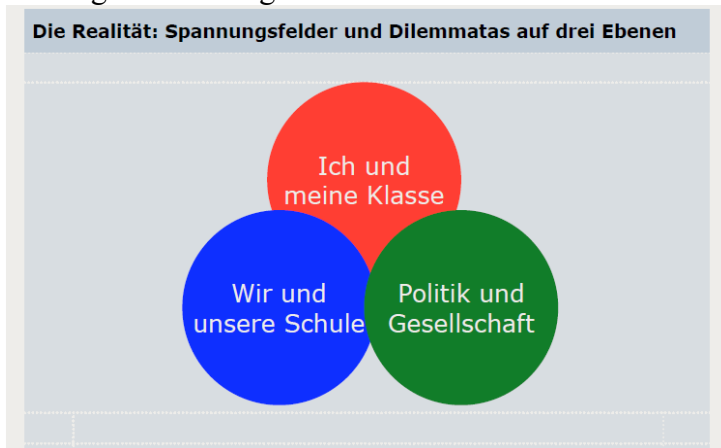 Die Realität: Spannungsfelder und Dilemmatas auf drei Ebenen
Ich und
meine Klasse
Wir und
unsere Schule
Politik und
Gesellschaft